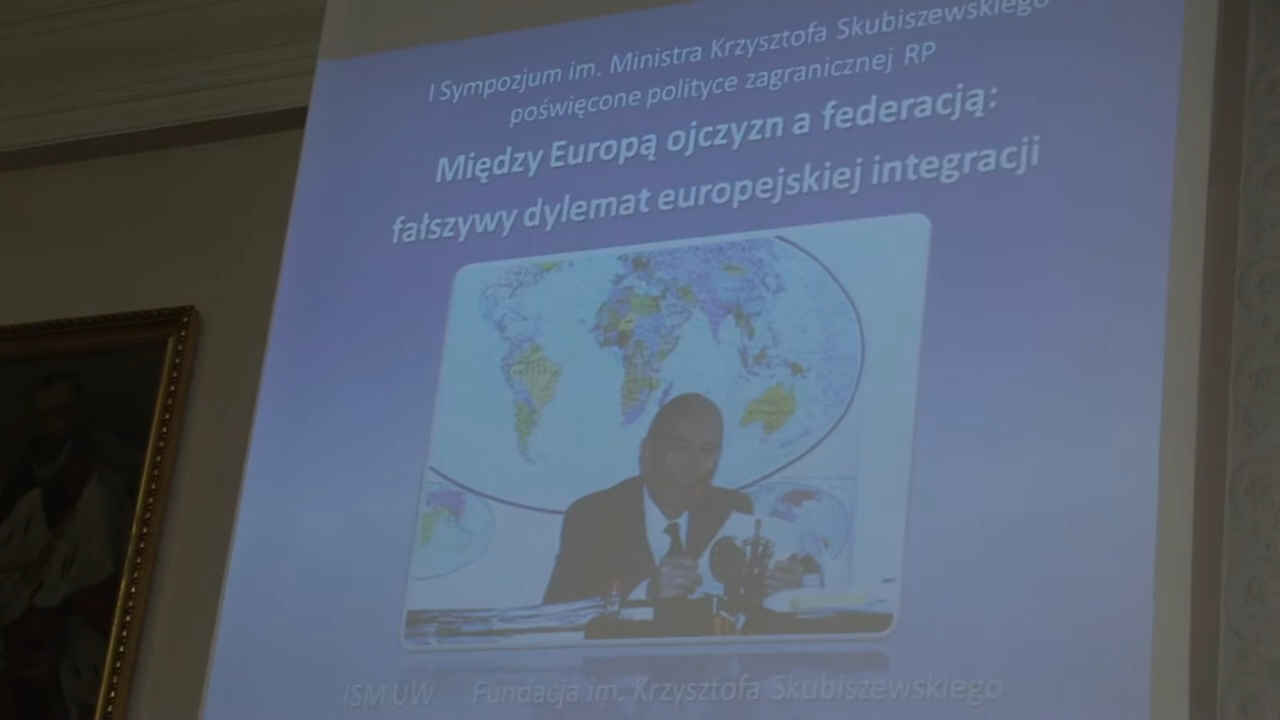 I Sympozjum im. Ministra Krzysztofa Skubiszewskiego
poświęcone polityce zagranicznej RP
Między Europą ojczyzn a federacją:
fałszywy dylemat europejskiej integracji
ISM UW Fundacja im. Krzysztofa Skubiszewskiego